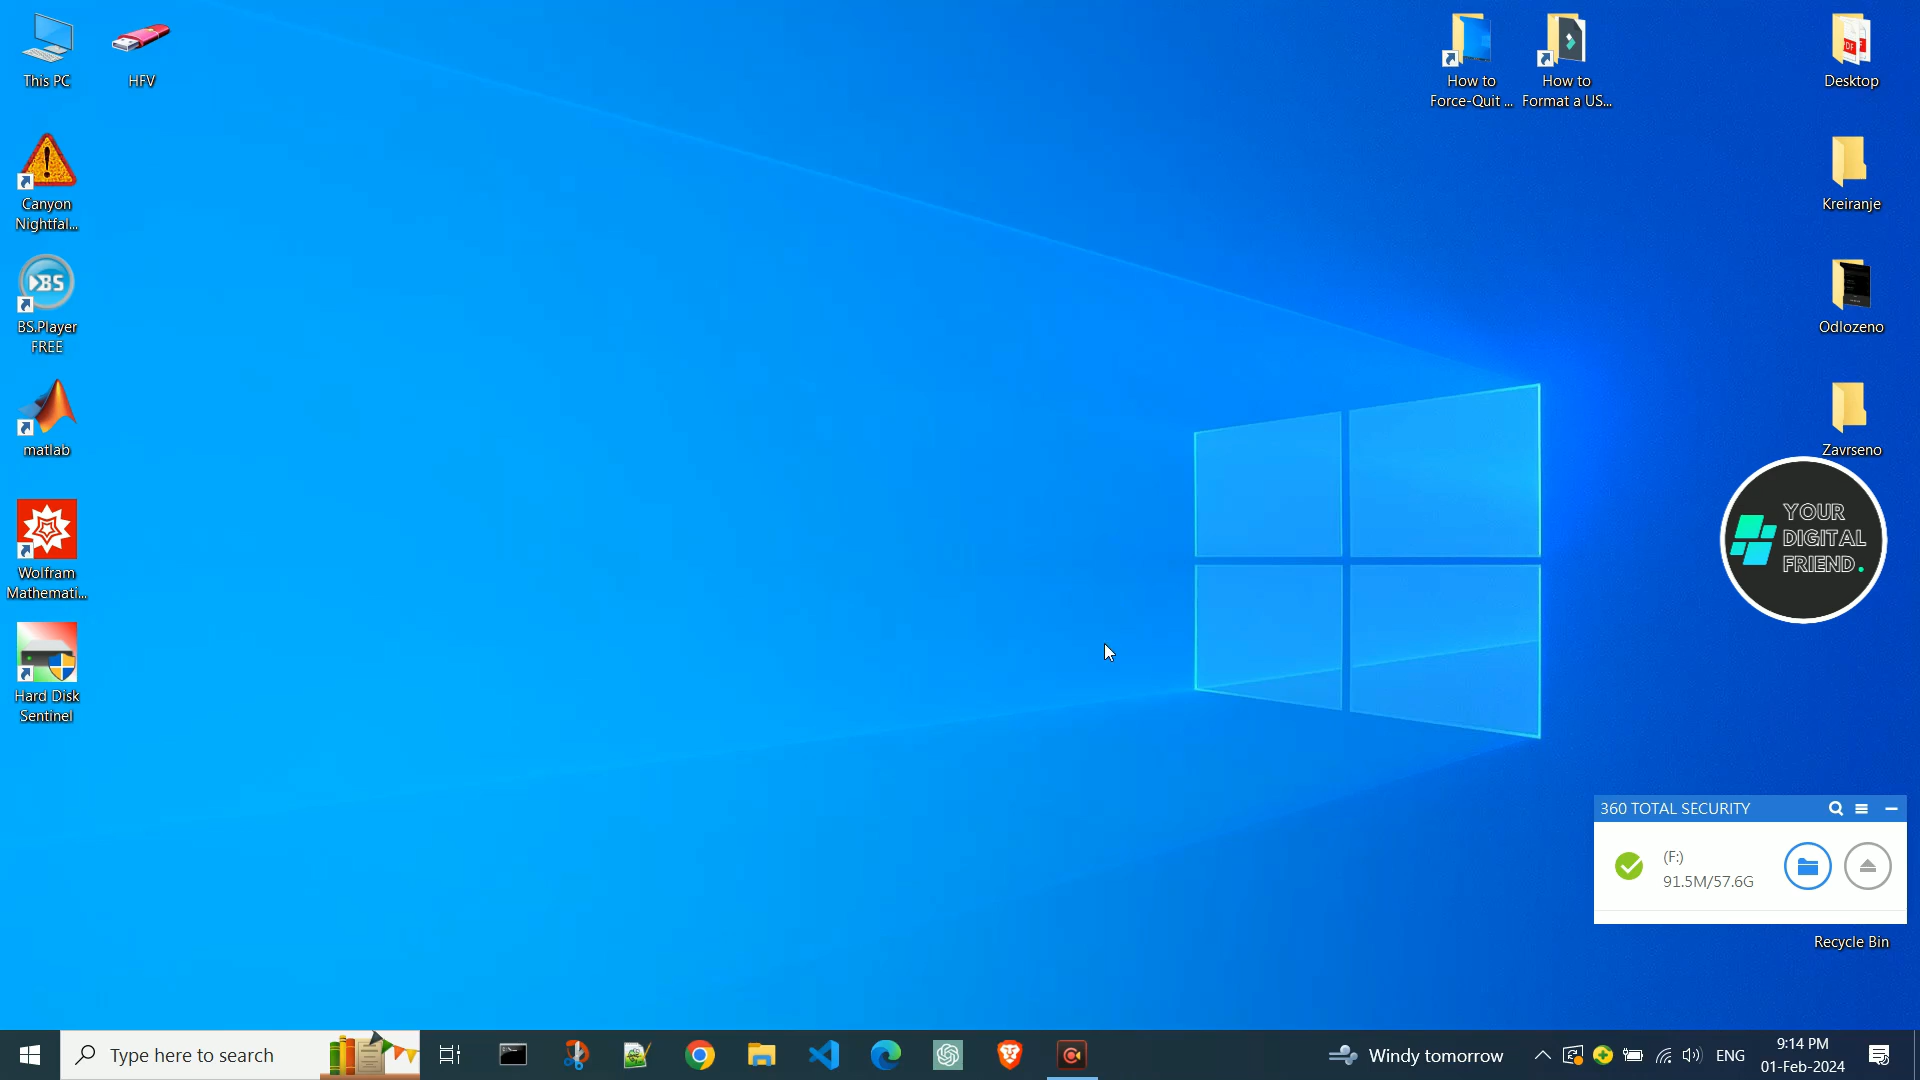 This PC
HFV
How to
Force-Quit ...
How to
Format a US...
Desktop
Canyon
Nightfal...
Kreiranje
BS
BS.Player
FREE
Odlozeno
matlab
Zavrseno
YOUR
DIGITAL
FRIEND.
Wolfram
Mathemati...
Hard Disk
Sentinel
360 TOTAL SECURITY
(F:)
91.5M/57.6G
Recycle Bin
Type here to search
Windy tomorrow
ENG
9:14 PM
01-Feb-2024